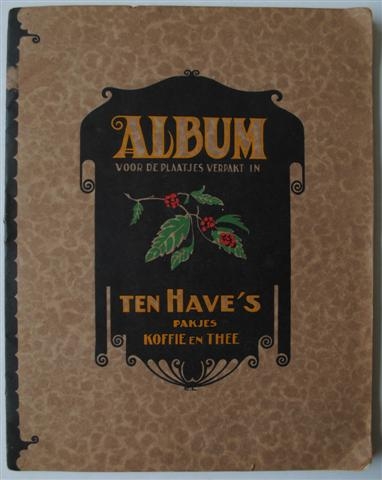 ALBUM
VOOR DE PLAATJES VERPAKT IN
TEN HAVE'S
PAKJES
KOFFIE EN THEE